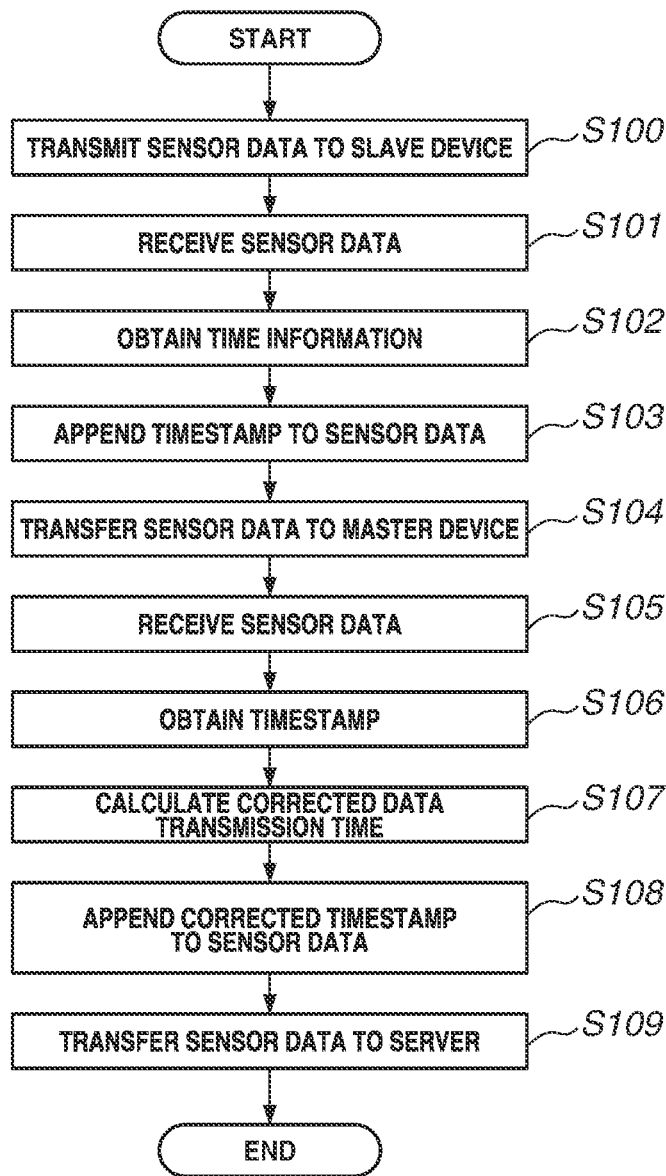 START
TRANSMIT SENSOR DATA TO SLAVE DEVICE
S100
RECEIVE SENSOR DATA
S101
OBTAIN TIME INFORMATION
S102
APPEND TIMESTAMP TO SENSOR DATA
S103
TRANSFER SENSOR DATA TO MASTER DEVICE
S104
RECEIVE SENSOR DATA
S105
OBTAIN TIMESTAMP
S106
CALCULATE CORRECTED DATA
TRANSMISSION TIME
S107
APPEND CORRECTED TIMESTAMP
TO SENSOR DATA
S108
TRANSFER SENSOR DATA TO SERVER
S109
END